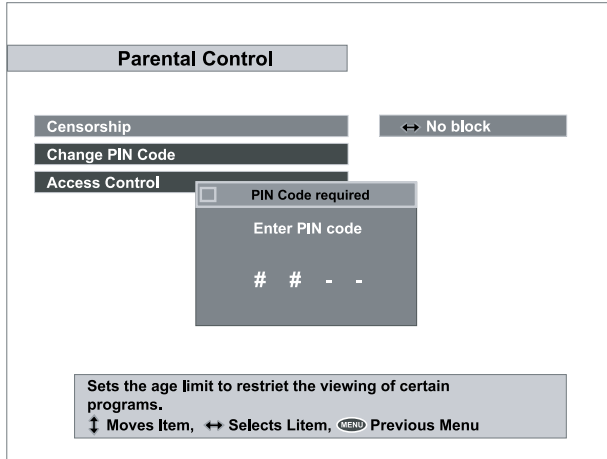 Parental Control
Censorship
↔ No block
Change PIN Code
Access Control
PIN Code required
Enter PIN code
# # - -
Sets the age limit to restriet the viewing of certain
programs.
↕ Moves Item, ↔ Selects Litem, MENU Previous Menu